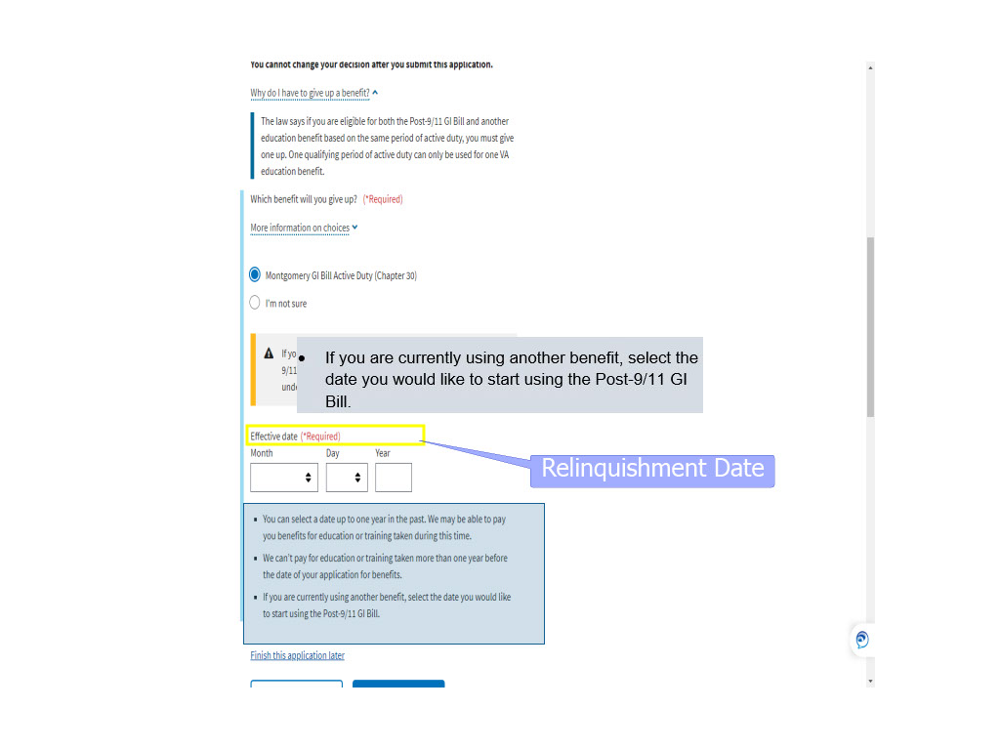 You cannot change your decision after you submit this application.
Why do I have to give up a benefit?
The law says if you are eligible for both the Post-9/11 GI Bill and another
education benefit based on the same period of active duty, you must give
one up. One qualifying period of active duty can only be used for one VA
education benefit.
Which benefit will you give up? (*Required)
More information on choices
Montgomery GI Bill Active Duty (Chapter 30)
I'm not sure
If
9/11
• If you are currently using another benefit, select the
date you would like to start using the Post-9/11 GI
Bill.
Effective date (*Required)
Month Day Year
Relinquishment Date
▪ You can select a date up to one year in the past. We may be able to pay
you benefits for education or training taken during this time.
▪ We can't pay for education or training taken more than one year before
the date of your application for benefits.
▪ If you are currently using another benefit, select the date you would like
to start using the Post-9/11 GI Bill.
Finish this application later